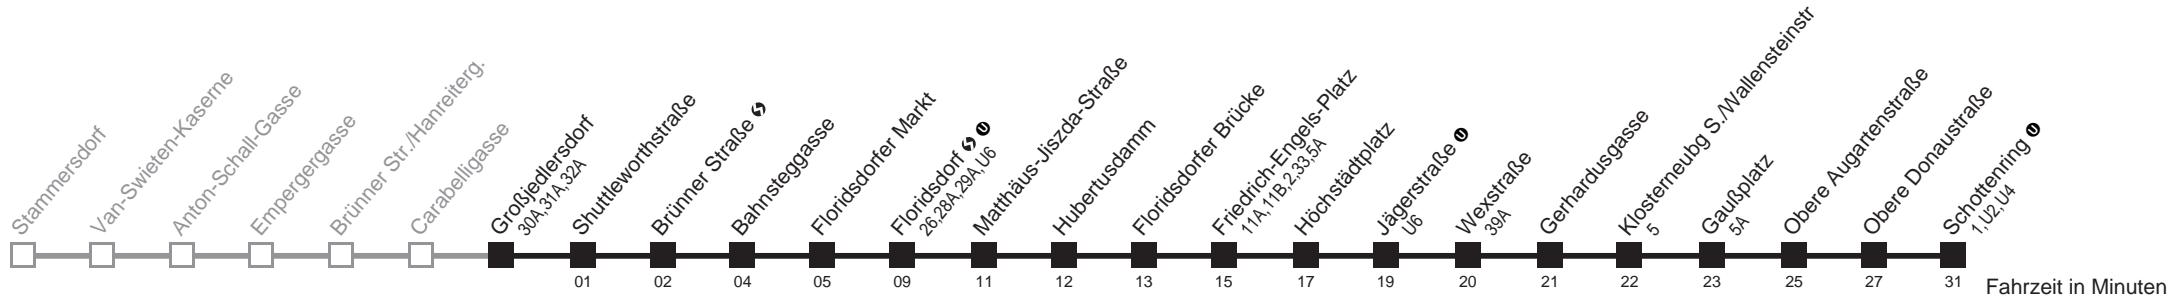 Stammersdorf
Van-Swieten-Kaserne
Anton-Schall-Gasse
Empergergasse
Brünner Str./Hanreiterg.
Carabelligasse
Großjedlersdorf
30A,31A,32A
Shuttleworthstraße
Brünner Straße
Bahnsteggasse
Floridsdorfer Markt
Floridsdorf
26,28A,29A,U6
Matthäus-Jiszda-Straße
Hubertusdamm
Floridsdorfer Brücke
Friedrich-Engels-Platz
11A,11B,2,33,5A
Höchstädtplatz
Jägerstraße
U6
Wexstraße
39A
Gerhardusgasse
Klosterneubg S./Wallensteinstr
5
Gaußplatz
5A
Obere Augartenstraße
Obere Donaustraße
Schottenring U
1,U2,U4
01 02 04 05 09 11 12 13 15 17 19 20 21 22 23 25 27 31 Fahrzeit in Minuten